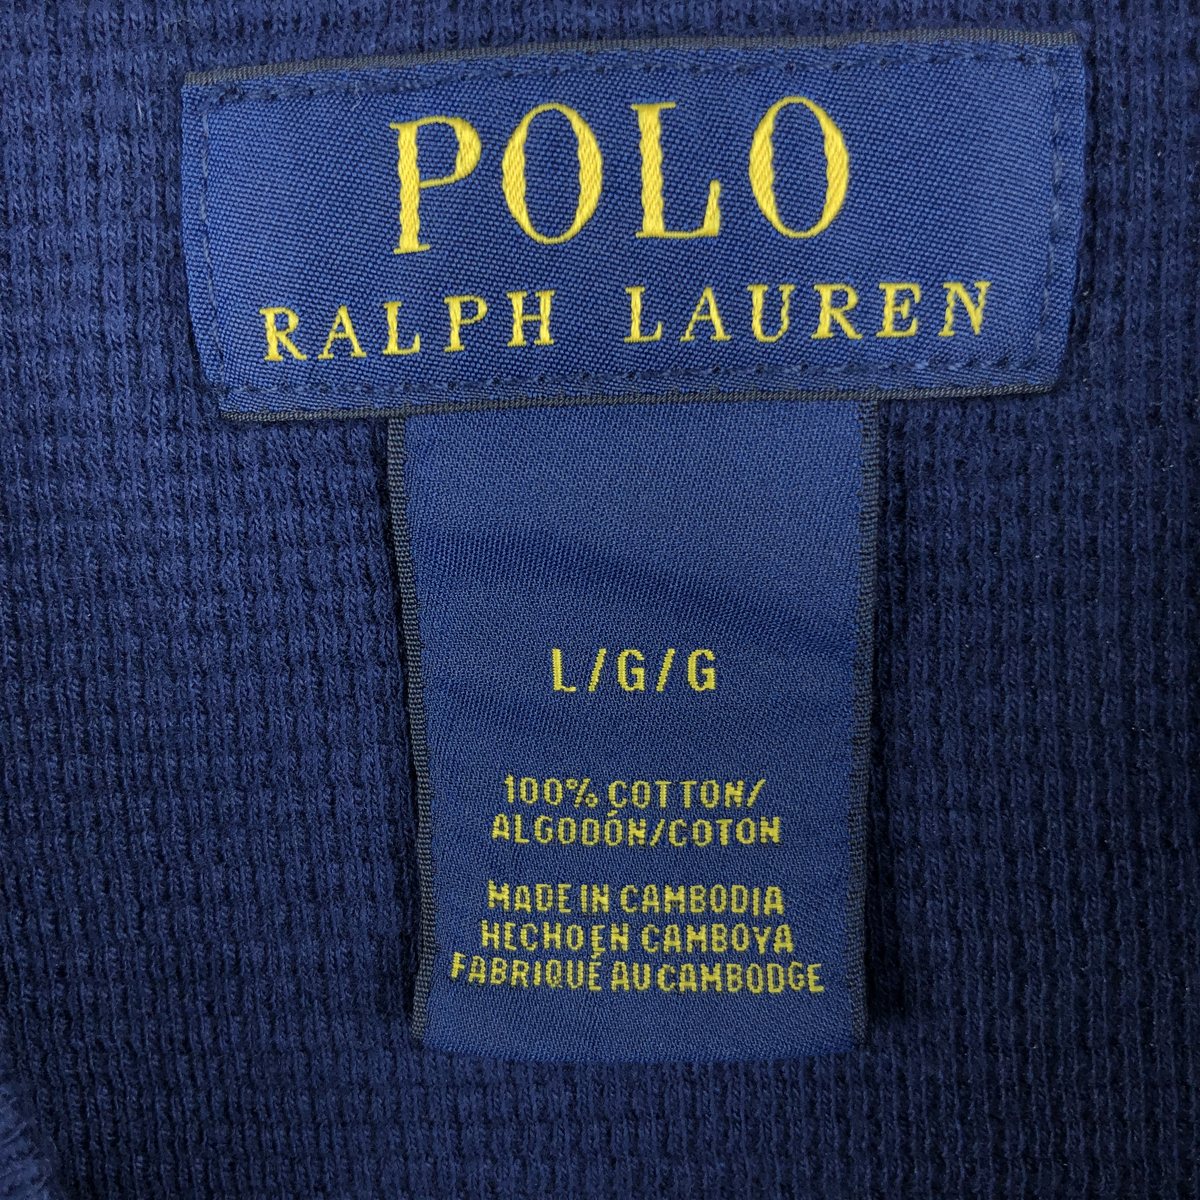 POLO
RALPH LAUREN
L/G/G
100% COTTON/
ALGODÓN/COTON
MADE IN CAMBODIA
HECHO EN CAMBOYA
FABRIQUÉ AU CAMBODGE